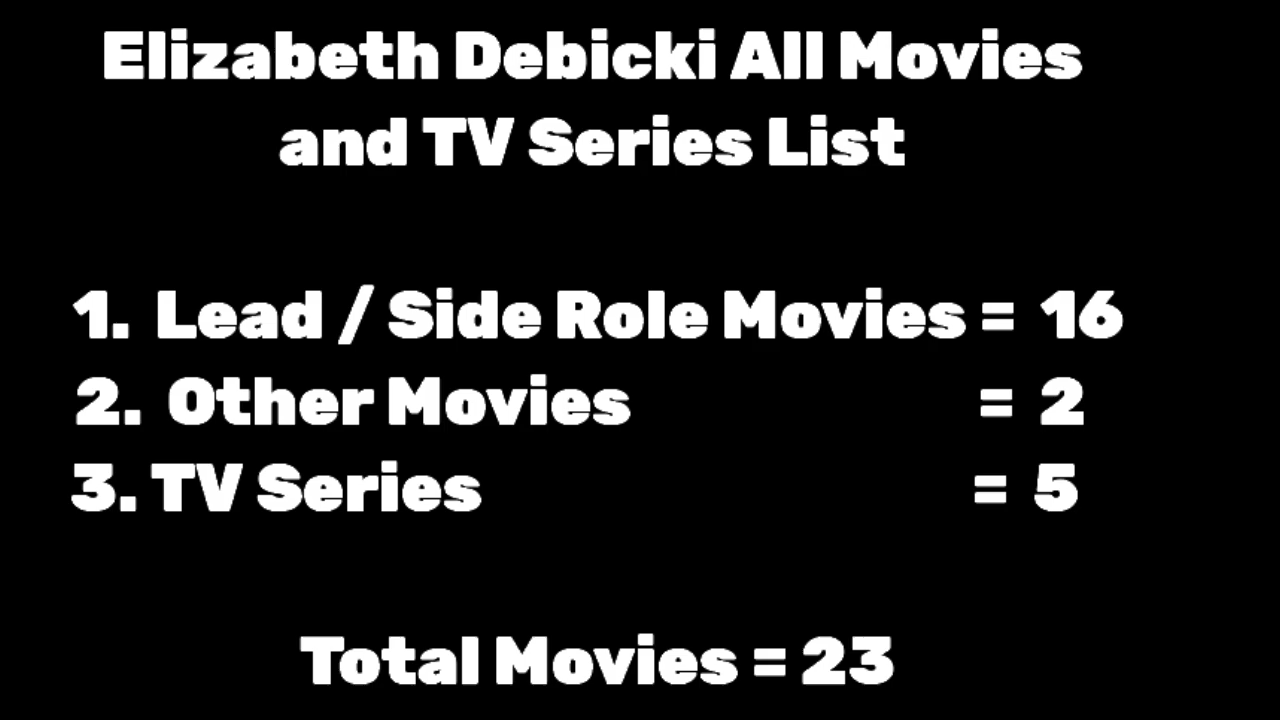 Elizabeth Debicki All Movies
and TV Series List
1. Lead / Side Role Movies = 16
2. Other Movies = 2
3. TV Series = 5
Total Movies = 23